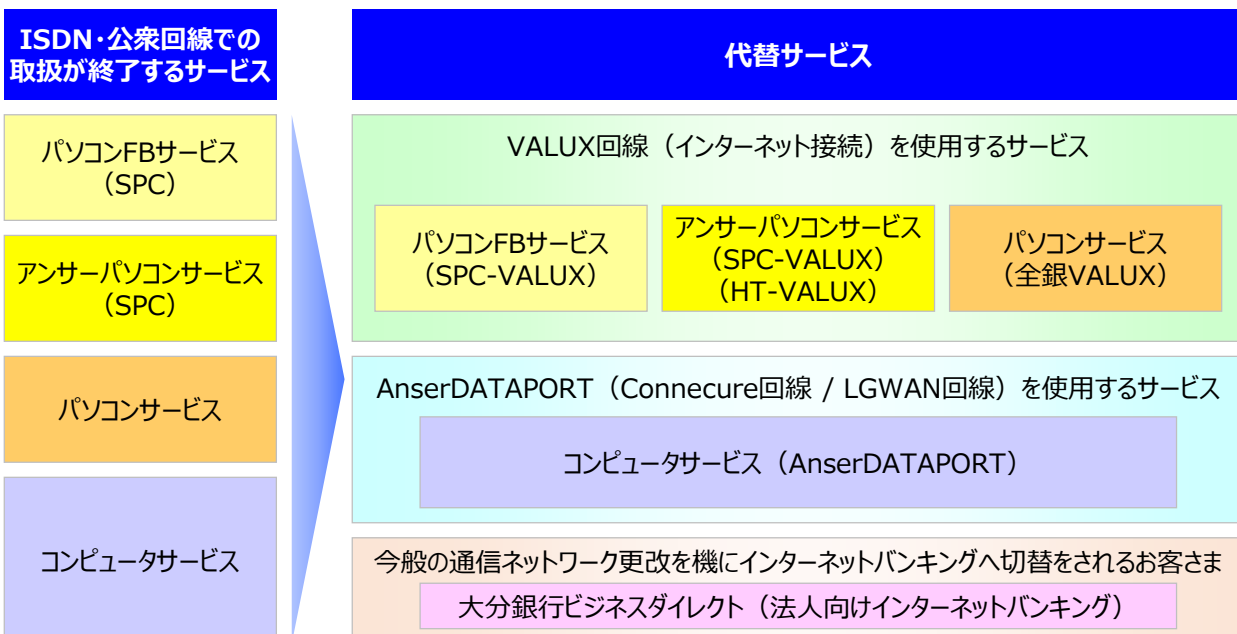 ISDN・公衆回線での
取扱が終了するサービス
代替サービス
パソコンFBサービス
（SPC）
アンサーパソコンサービス
（SPC）
パソコンサービス
コンピュータサービス
VALUX回線（インターネット接続）を使用するサービス
パソコンFBサービス
（SPC-VALUX）
アンサーパソコンサービス
（SPC-VALUX）
（HT-VALUX）
パソコンサービス
（全銀VALUX）
AnserDATAPORT（Connecure回線 / LGWAN回線）を使用するサービス
コンピュータサービス（AnserDATAPORT）
今般の通信ネットワーク更改を機にインターネットバンキングへ切替をされるお客さま
大分銀行ビジネスダイレクト（法人向けインターネットバンキング）